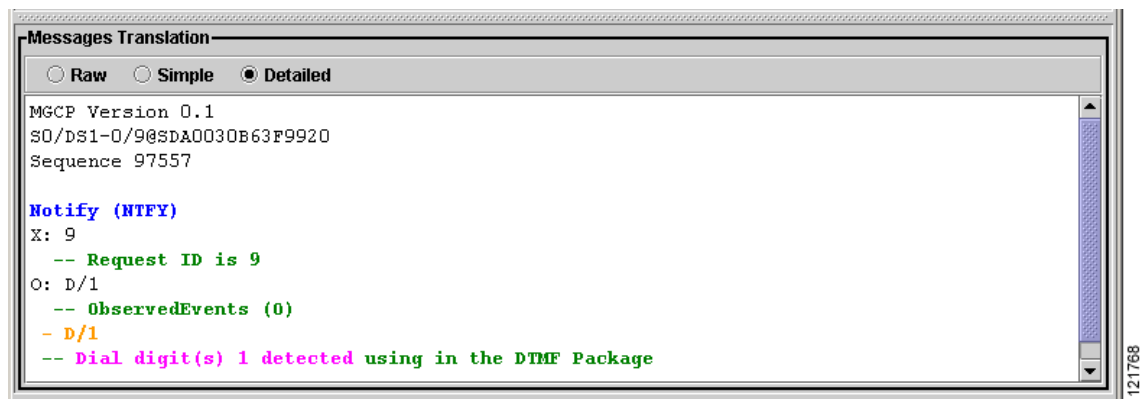 Messages Translation
Raw Simple Detailed
MGCP Version 0.1
S0/DS1-0/9@SDA0030B63F9920
Sequence 97557
Notify (NTFY)
X: 9
-- Request ID is 9
O: D/1
-- ObservedEvents (O)
- D/1
-- Dial digit(s) 1 detected using in the DTMF Package
121768